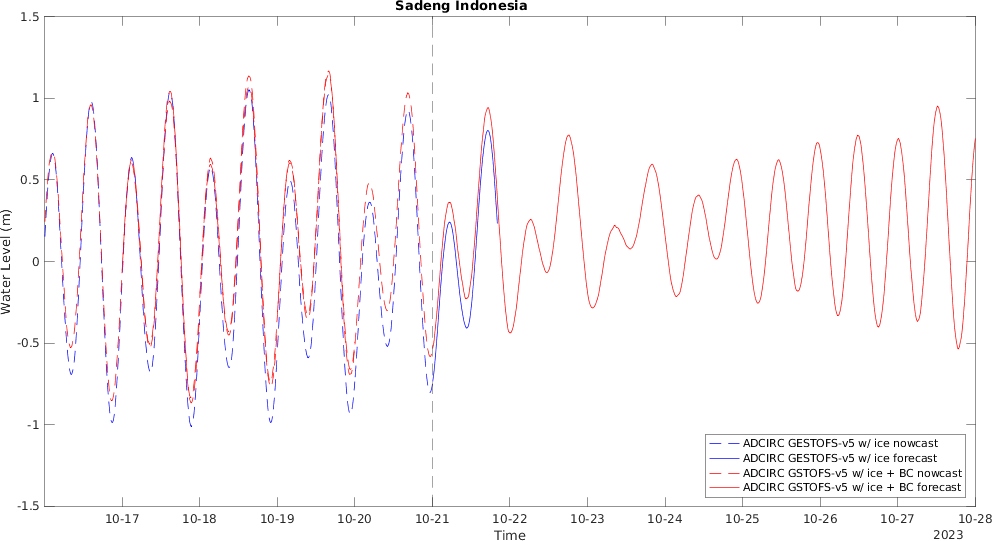 Sadeng Indonesia
1.5
1
0.5
0
-0.5
-1
-1.5
Water Level (m)
10-17 10-18 10-19 10-20 10-21 10-22 10-23 10-24 10-25 10-26 10-27 10-28
Time
2023
ADCIRC GESTOFS-v5 w/ ice nowcast
ADCIRC GESTOFS-v5 w/ ice forecast
ADCIRC GSTOFS-v5 w/ ice + BC nowcast
ADCIRC GSTOFS-v5 w/ ice + BC forecast